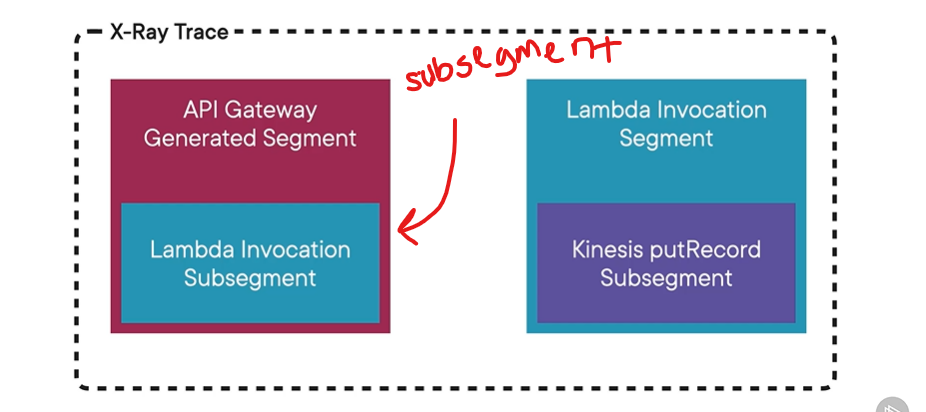 X-Ray Trace
subsegment
API Gateway
Generated Segment
Lambda Invocation
Subsegment
Lambda Invocation
Segment
Kinesis putRecord
Subsegment